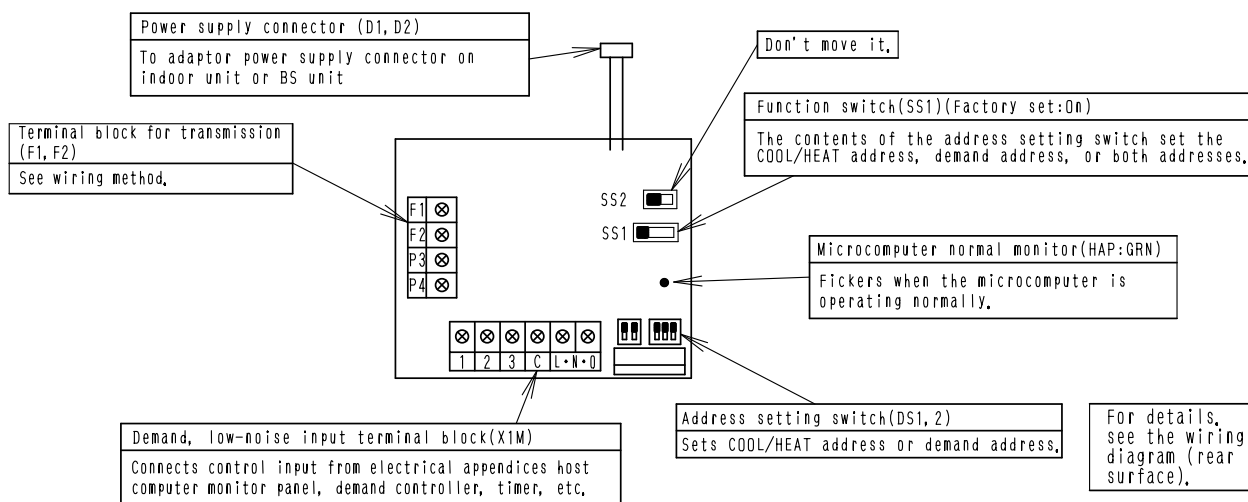 Power supply connector (D1, D2)
To adaptor power supply connector on
indoor unit or BS unit
Don't move it.
Function switch(SS1)(Factory set:On)
The contents of the address setting switch set the
COOL/HEAT address, demand address, or both addresses.
Terminal block for transmission
(F1, F2)
See wiring method.
SS2
SS1
F1
F2
P3
P4
Microcomputer normal monitor(HAP:GRN)
Fickers when the microcomputer is
operating normally.
1 2 3 C L・N・O
Address setting switch(DS1, 2)
Sets COOL/HEAT address or demand address.
For details.
see the wiring
diagram (rear
surface).
Demand, low-noise input terminal block(X1M)
Connects control input from electrical appendices host
computer monitor panel, demand controller, timer, etc.